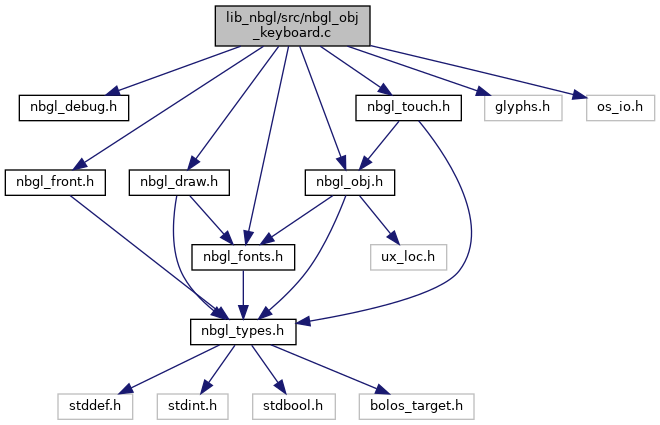 lib_nbgl/src/nbgl_obj
_keyboard.c
nbgl_debug.h
nbgl_touch.h
glyphs.h
os_io.h
nbgl_front.h
nbgl_draw.h
nbgl_obj.h
nbgl_fonts.h
ux_loc.h
nbgl_types.h
stddef.h
stdint.h
stdbool.h
bolos_target.h